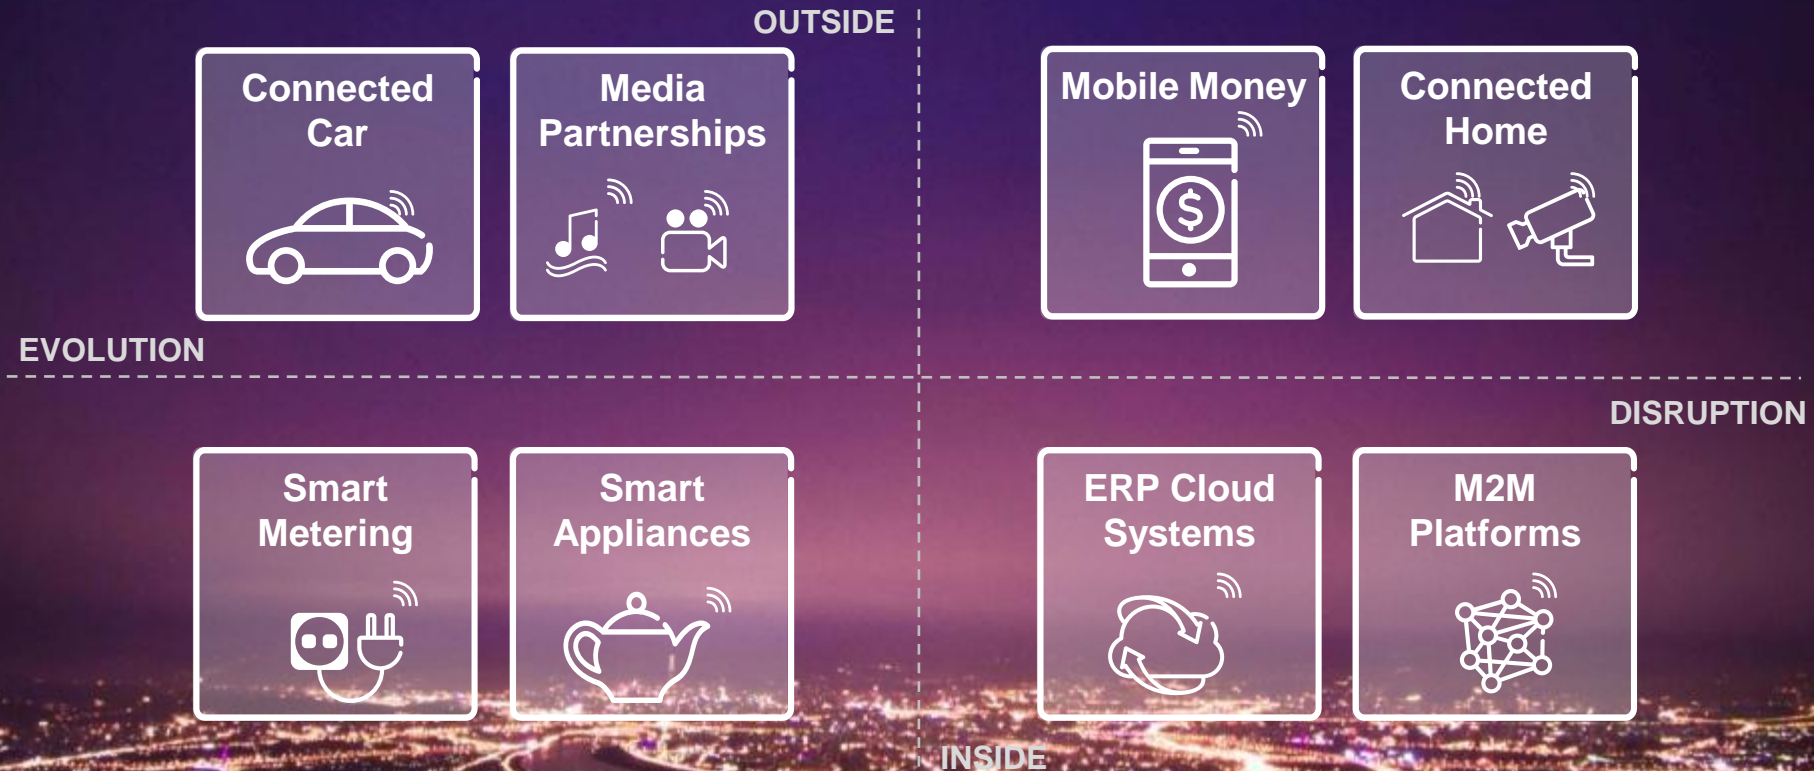 OUTSIDE
Connected
Car
Media
Partnerships
Mobile Money
$
Connected
Home
EVOLUTION
DISRUPTION
Smart
Metering
Smart
Appliances
ERP Cloud
Systems
M2M
Platforms
INSIDE